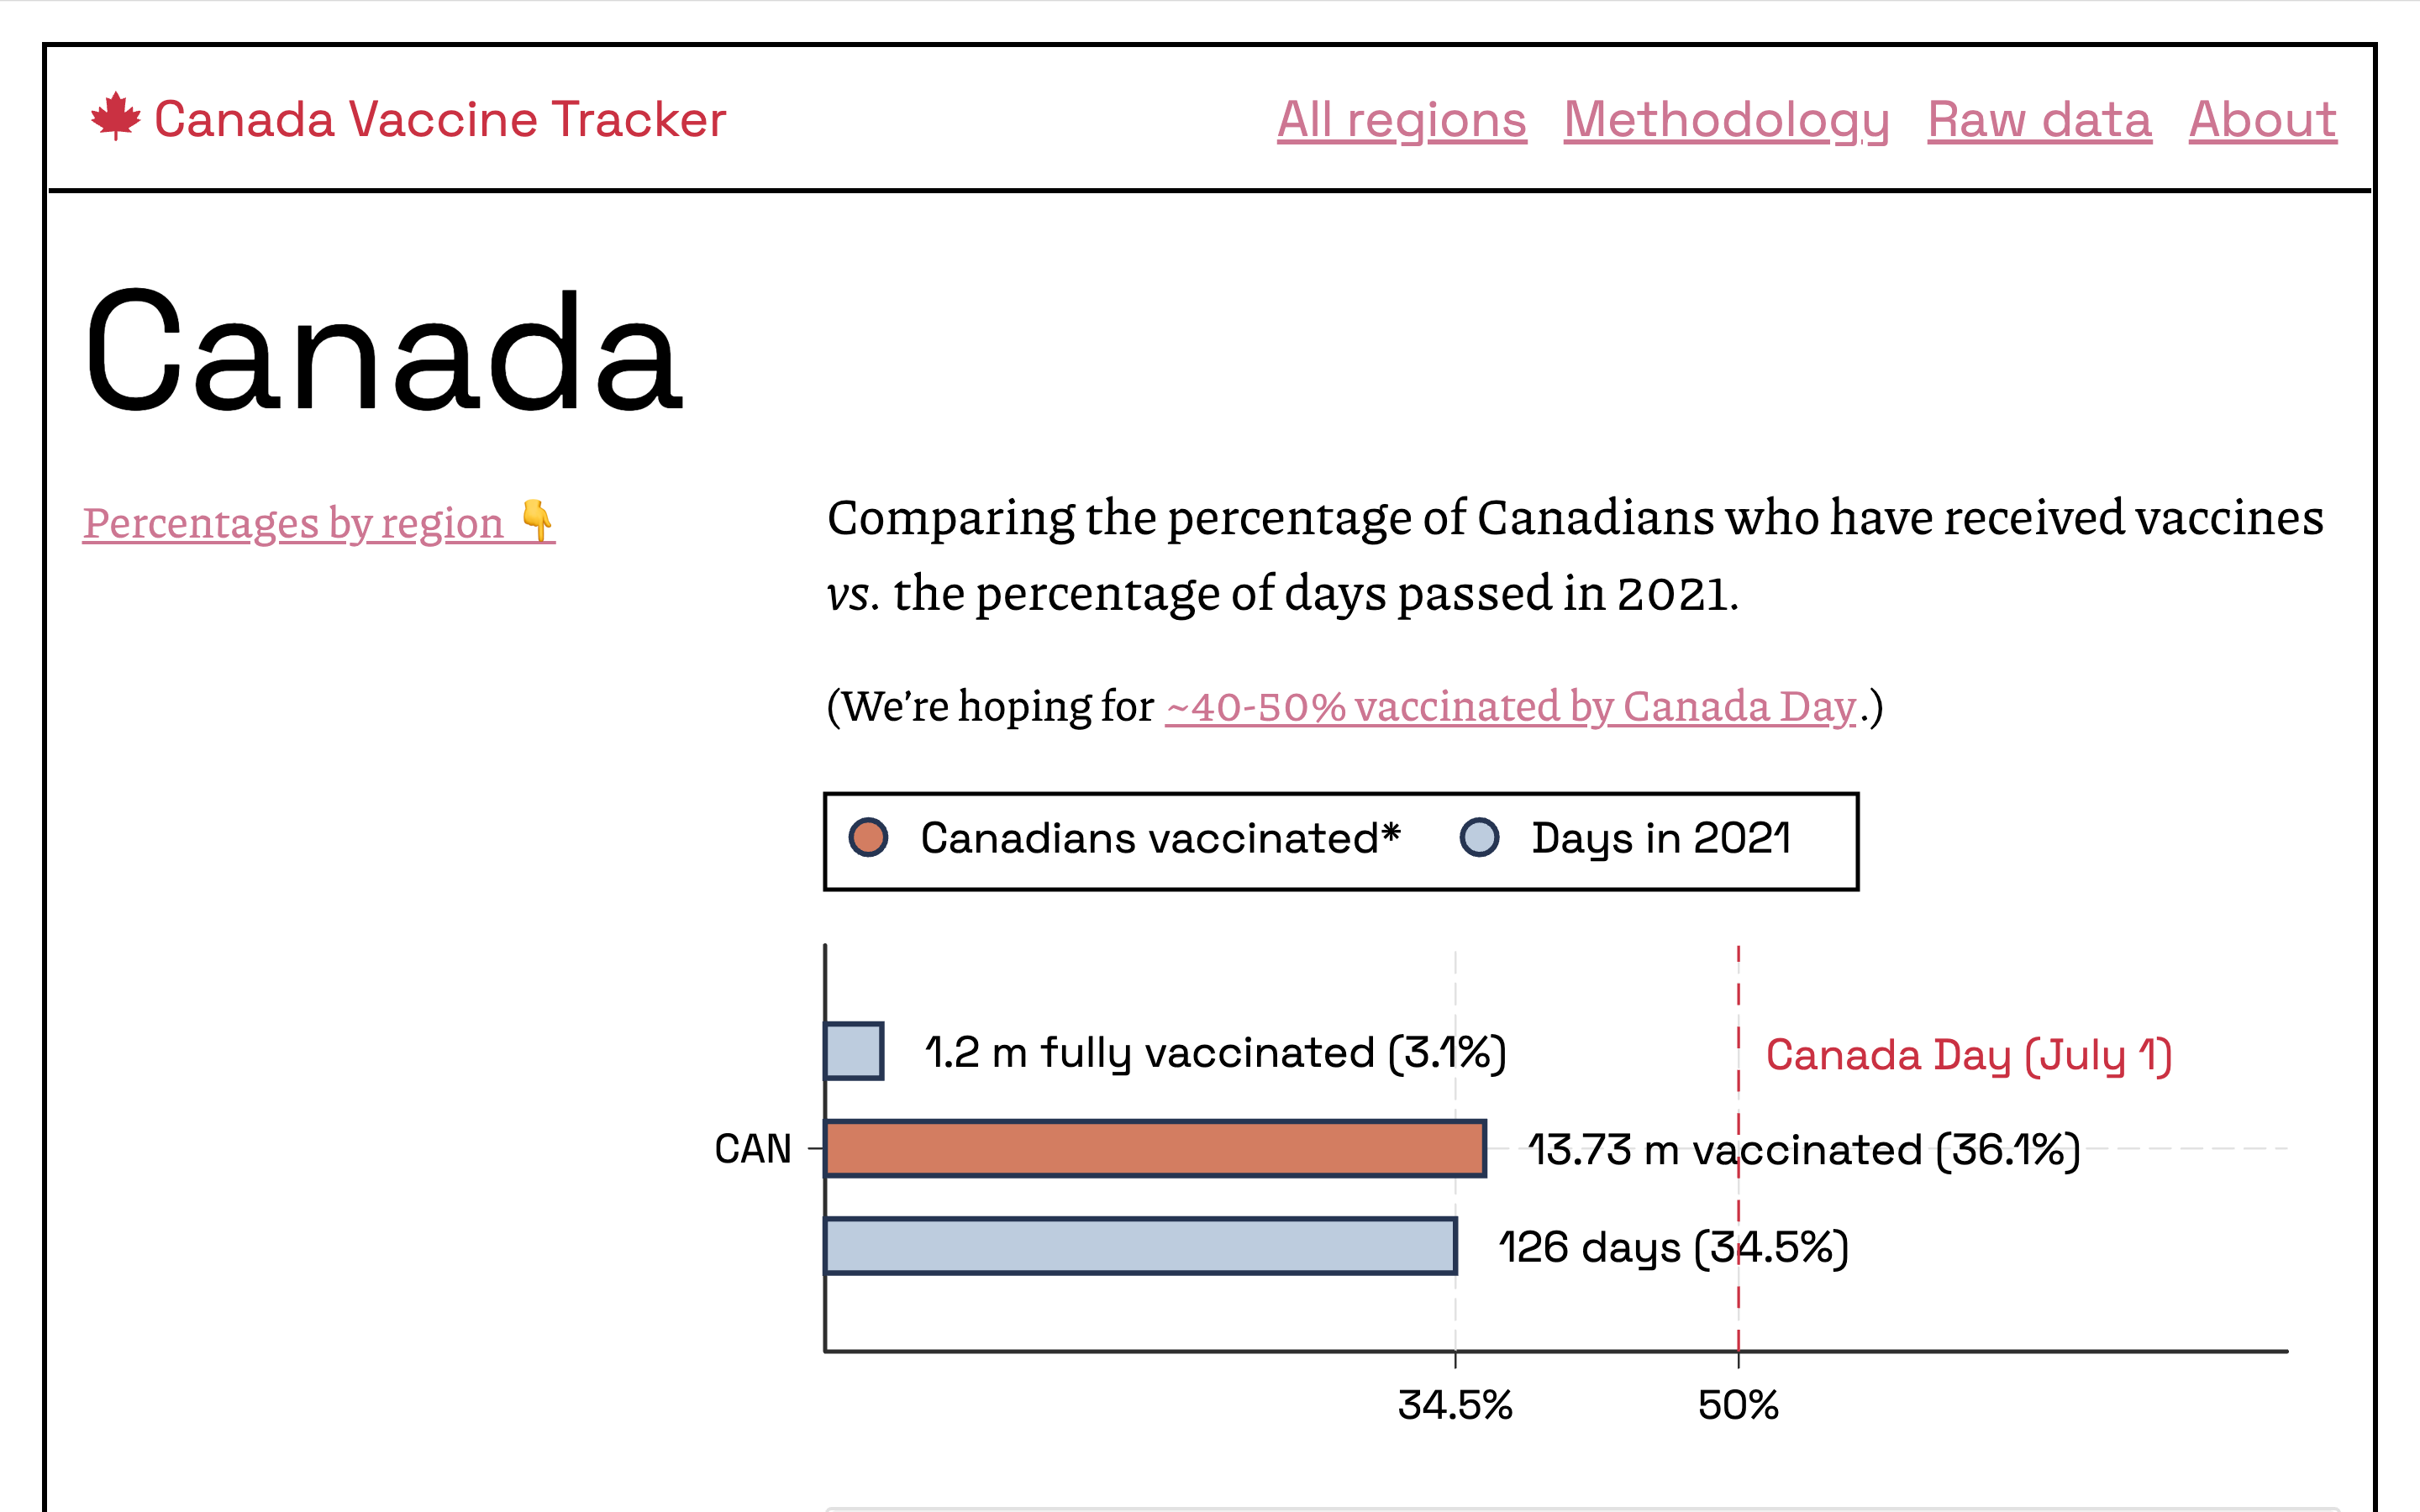 🍁 Canada Vaccine Tracker
All regions Methodology Raw data About
Canada
Percentages by region 👇
Comparing the percentage of Canadians who have received vaccines
vs. the percentage of days passed in 2021.
(We're hoping for ~40-50% vaccinated by Canada Day.)
Canadians vaccinated* Days in 2021
1.2 m fully vaccinated (3.1%)
Canada Day (July 1)
CAN
13.73 m vaccinated (36.1%)
126 days (34.5%)
34.5% 50%